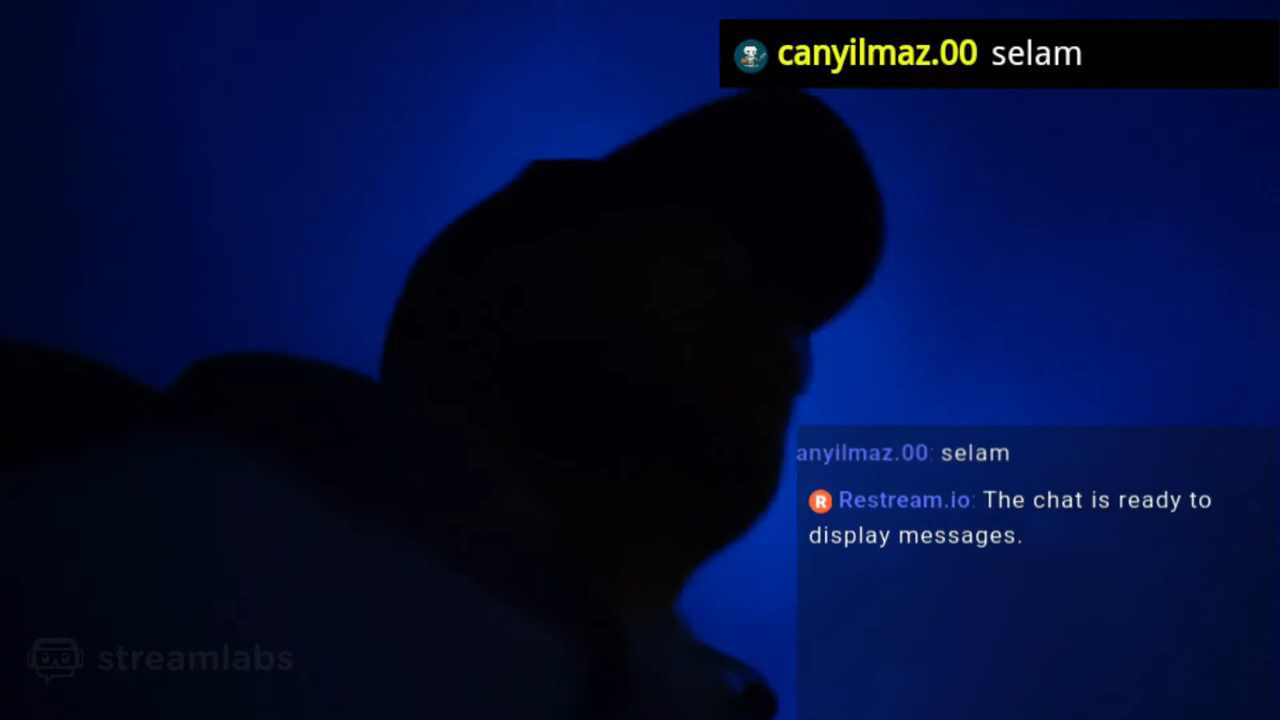 canyilmaz.00 selam
anyilmaz.00: selam
R Restream.io: The chat is ready to
display messages.
streamlabs